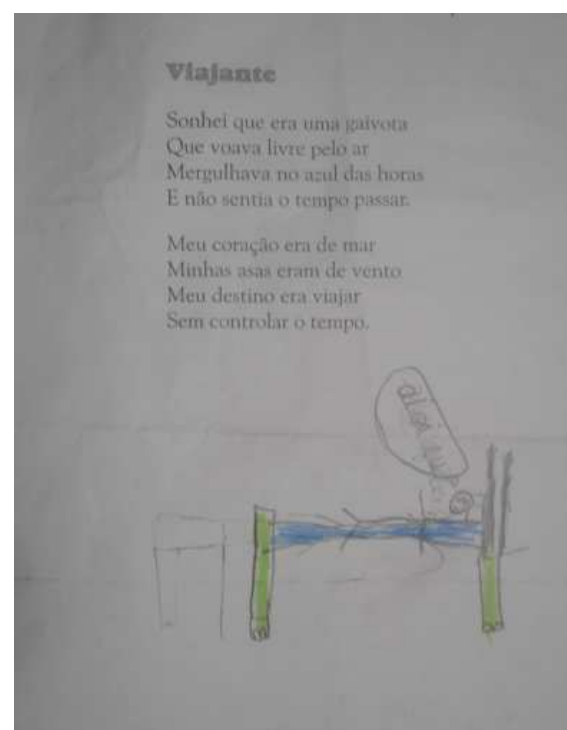 Viajante
Sonhei que era uma gaivota
Que voava livre pelo ar
Mergulhava no azul das horas
E não sentia o tempo passar.
Meu coração era de mar
Minhas asas eram de vento
Meu destino era viajar
Sem controlar o tempo.